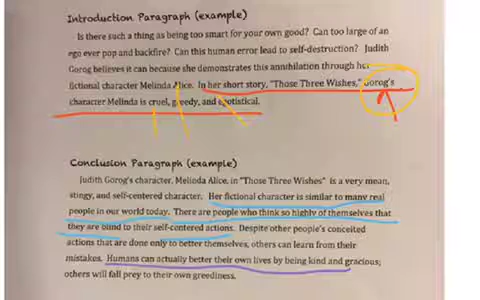 Introduction Paragraph (example)
Is there such a thing as being too smart for your own good? Can too large of an
ego ever pop and backfire? Can this human error lead to self-destruction? Judith
Gorog believes it can because she demonstrates this annihilation through her
fictional character Melinda Alice. In her short story, "Those Three Wishes," Gorog's
character Melinda is cruel, greedy, and egotistical.
Conclusion Paragraph (example)
Judith Gorog's character, Melinda Alice, in "Those Three Wishes" is a very mean,
stingy, and self-centered character. Her fictional character is similar to many real
people in our world today. There are people who think so highly of themselves that
they are blind to their self-centered actions. Despite other people's conceited
actions that are done only to better themselves, others can learn from their
mistakes. Humans can actually better their own lives by being kind and gracious;
others will fall prey to their own greediness.